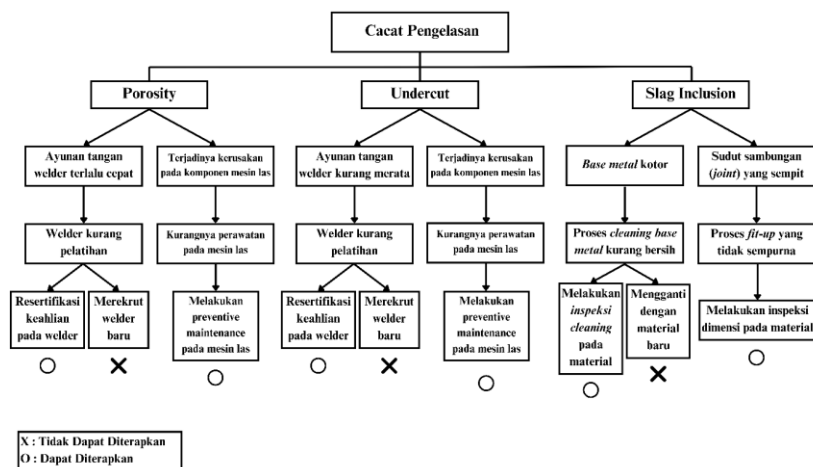 Cacat Pengelasan
Porosity
Undercut
Slag Inclusion
Ayunan tangan
welder terlalu cepat
Terjadinya kerusakan
pada komponen mesin las
Ayunan tangan
welder kurang merata
Terjadinya kerusakan
pada komponen mesin las
Base metal kotor
Sudut sambungan
(joint) yang sempit
Welder kurang
pelatihan
Kurangnya perawatan
pada mesin las
Welder kurang
pelatihan
Kurangnya perawatan
pada mesin las
Proses cleaning base
metal kurang bersih
Proses fit-up yang
tidak sempurna
Resertifikasi
keahlian
pada welder
Merekrut
welder
baru
Melakukan
preventive
maintenance
pada mesin las
Resertifikasi
keahlian
pada welder
Merekrut
welder
baru
Melakukan
preventive
maintenance
pada mesin las
Melakukan
inspeksi
cleaning
pada
material
Mengganti
dengan
material
baru
Melakukan inspeksi
dimensi pada material
O
X
O
O
X
O
O
X
O
X : Tidak Dapat Diterapkan
O : Dapat Diterapkan